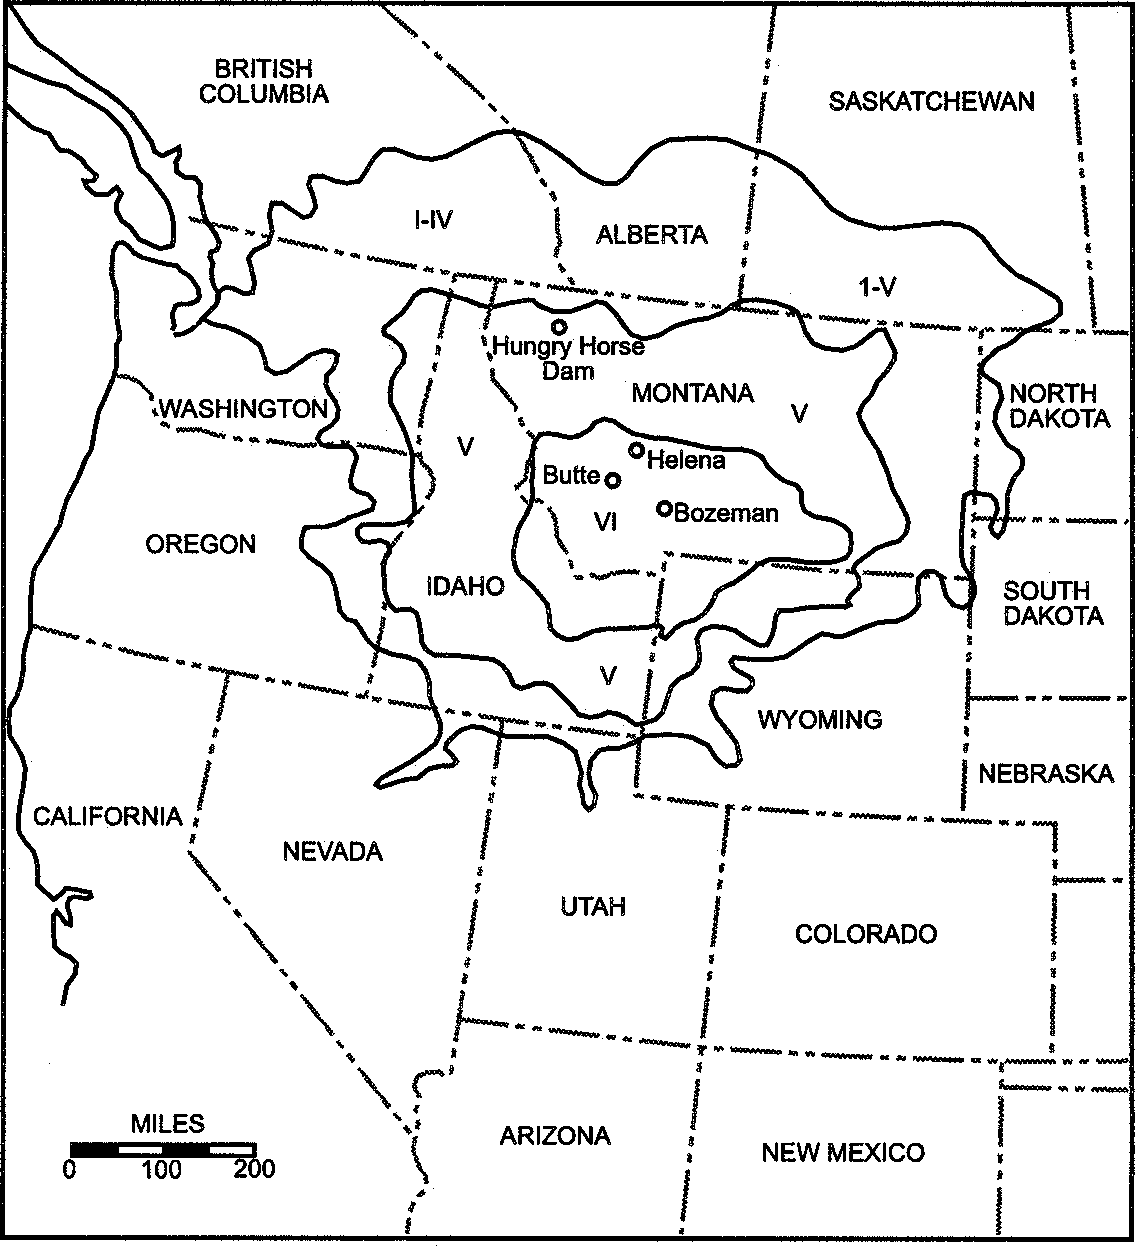 BRITISH
COLUMBIA
SASKATCHEWAN
I-IV
ALBERTA
1-V
Hungry Horse
Dam
MONTANA
NORTH
DAKOTA
WASHINGTON
V
V
Helena
Butte
Bozeman
VI
OREGON
IDAHO
SOUTH
DAKOTA
V
WYOMING
NEBRASKA
CALIFORNIA
NEVADA
UTAH
COLORADO
MILES
0 100 200
ARIZONA
NEW MEXICO